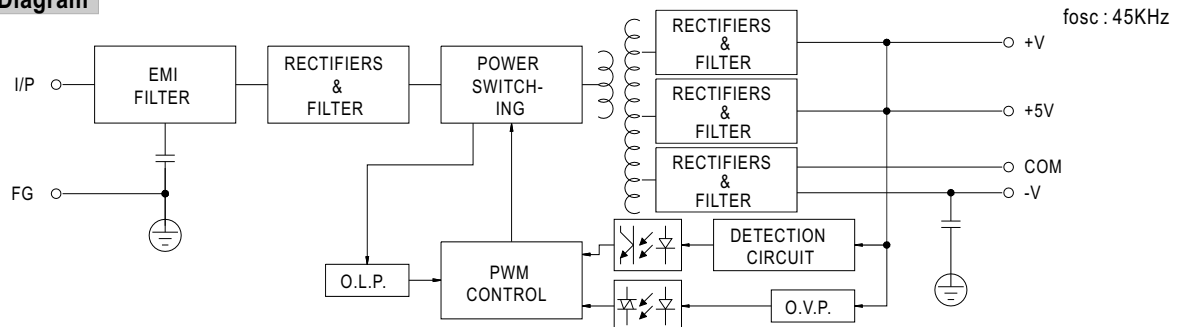 Diagram
fosc : 45KHz
I/P
EMI
FILTER
RECTIFIERS
&
FILTER
POWER
SWITCH-
ING
RECTIFIERS
&
FILTER
+V
RECTIFIERS
&
FILTER
+5V
RECTIFIERS
&
FILTER
COM
-V
FG
O.L.P.
PWM
CONTROL
DETECTION
CIRCUIT
O.V.P.